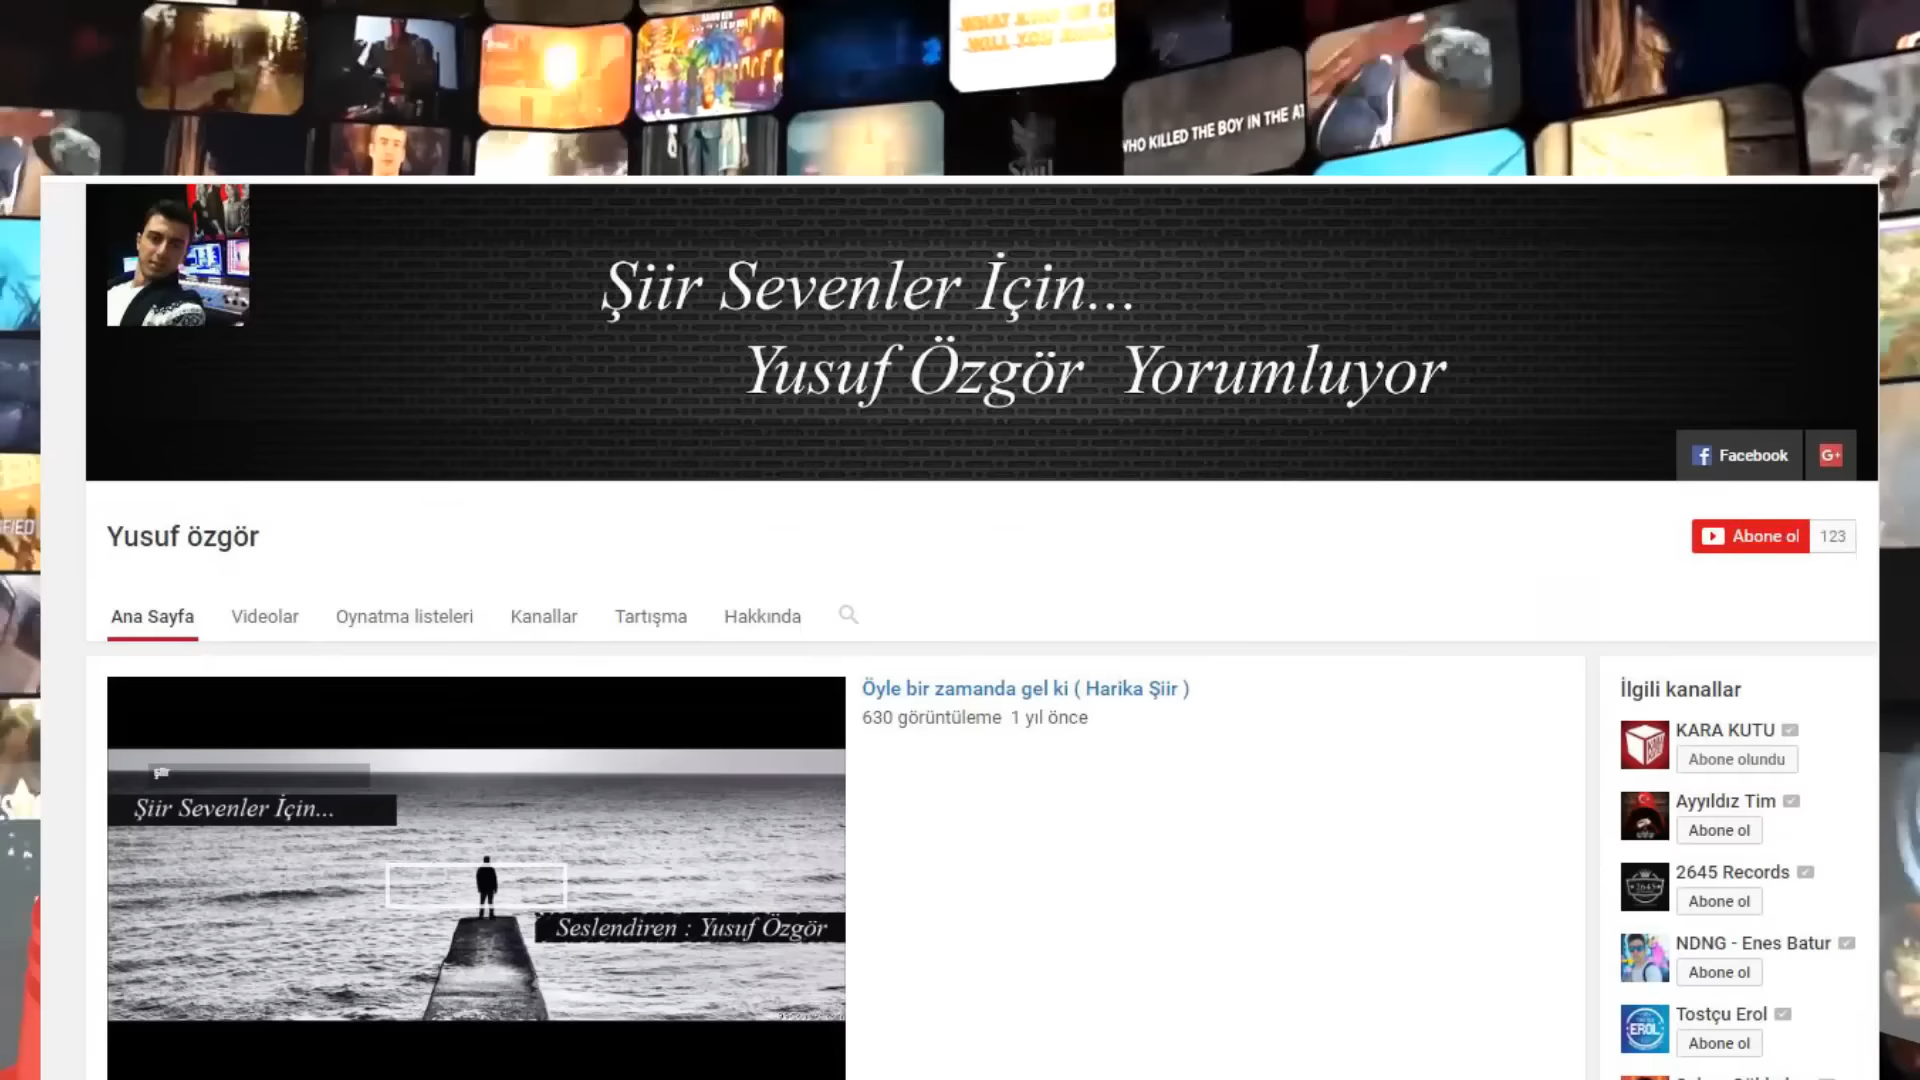 WHO KILLED THE BOY IN THE AT
Şiir Sevenler İçin...
Yusuf Özgör Yorumluyor
Facebook
G+
Yusuf özgör
Abone ol 123
Ana Sayfa Videolar Oynatma listeleri Kanallar Tartışma Hakkında
Öyle bir zamanda gel ki ( Harika Şiir )
630 görüntüleme 1 yıl önce
şiir
Şiir Sevenler İçin...
Seslendiren : Yusuf Özgör
İlgili kanallar
KARA KUTU
Abone olundu
Ayyıldız Tim
Abone ol
2645 Records
Abone ol
NDNG - Enes Batur
Abone ol
EROL
Tostçu Erol
Abone ol